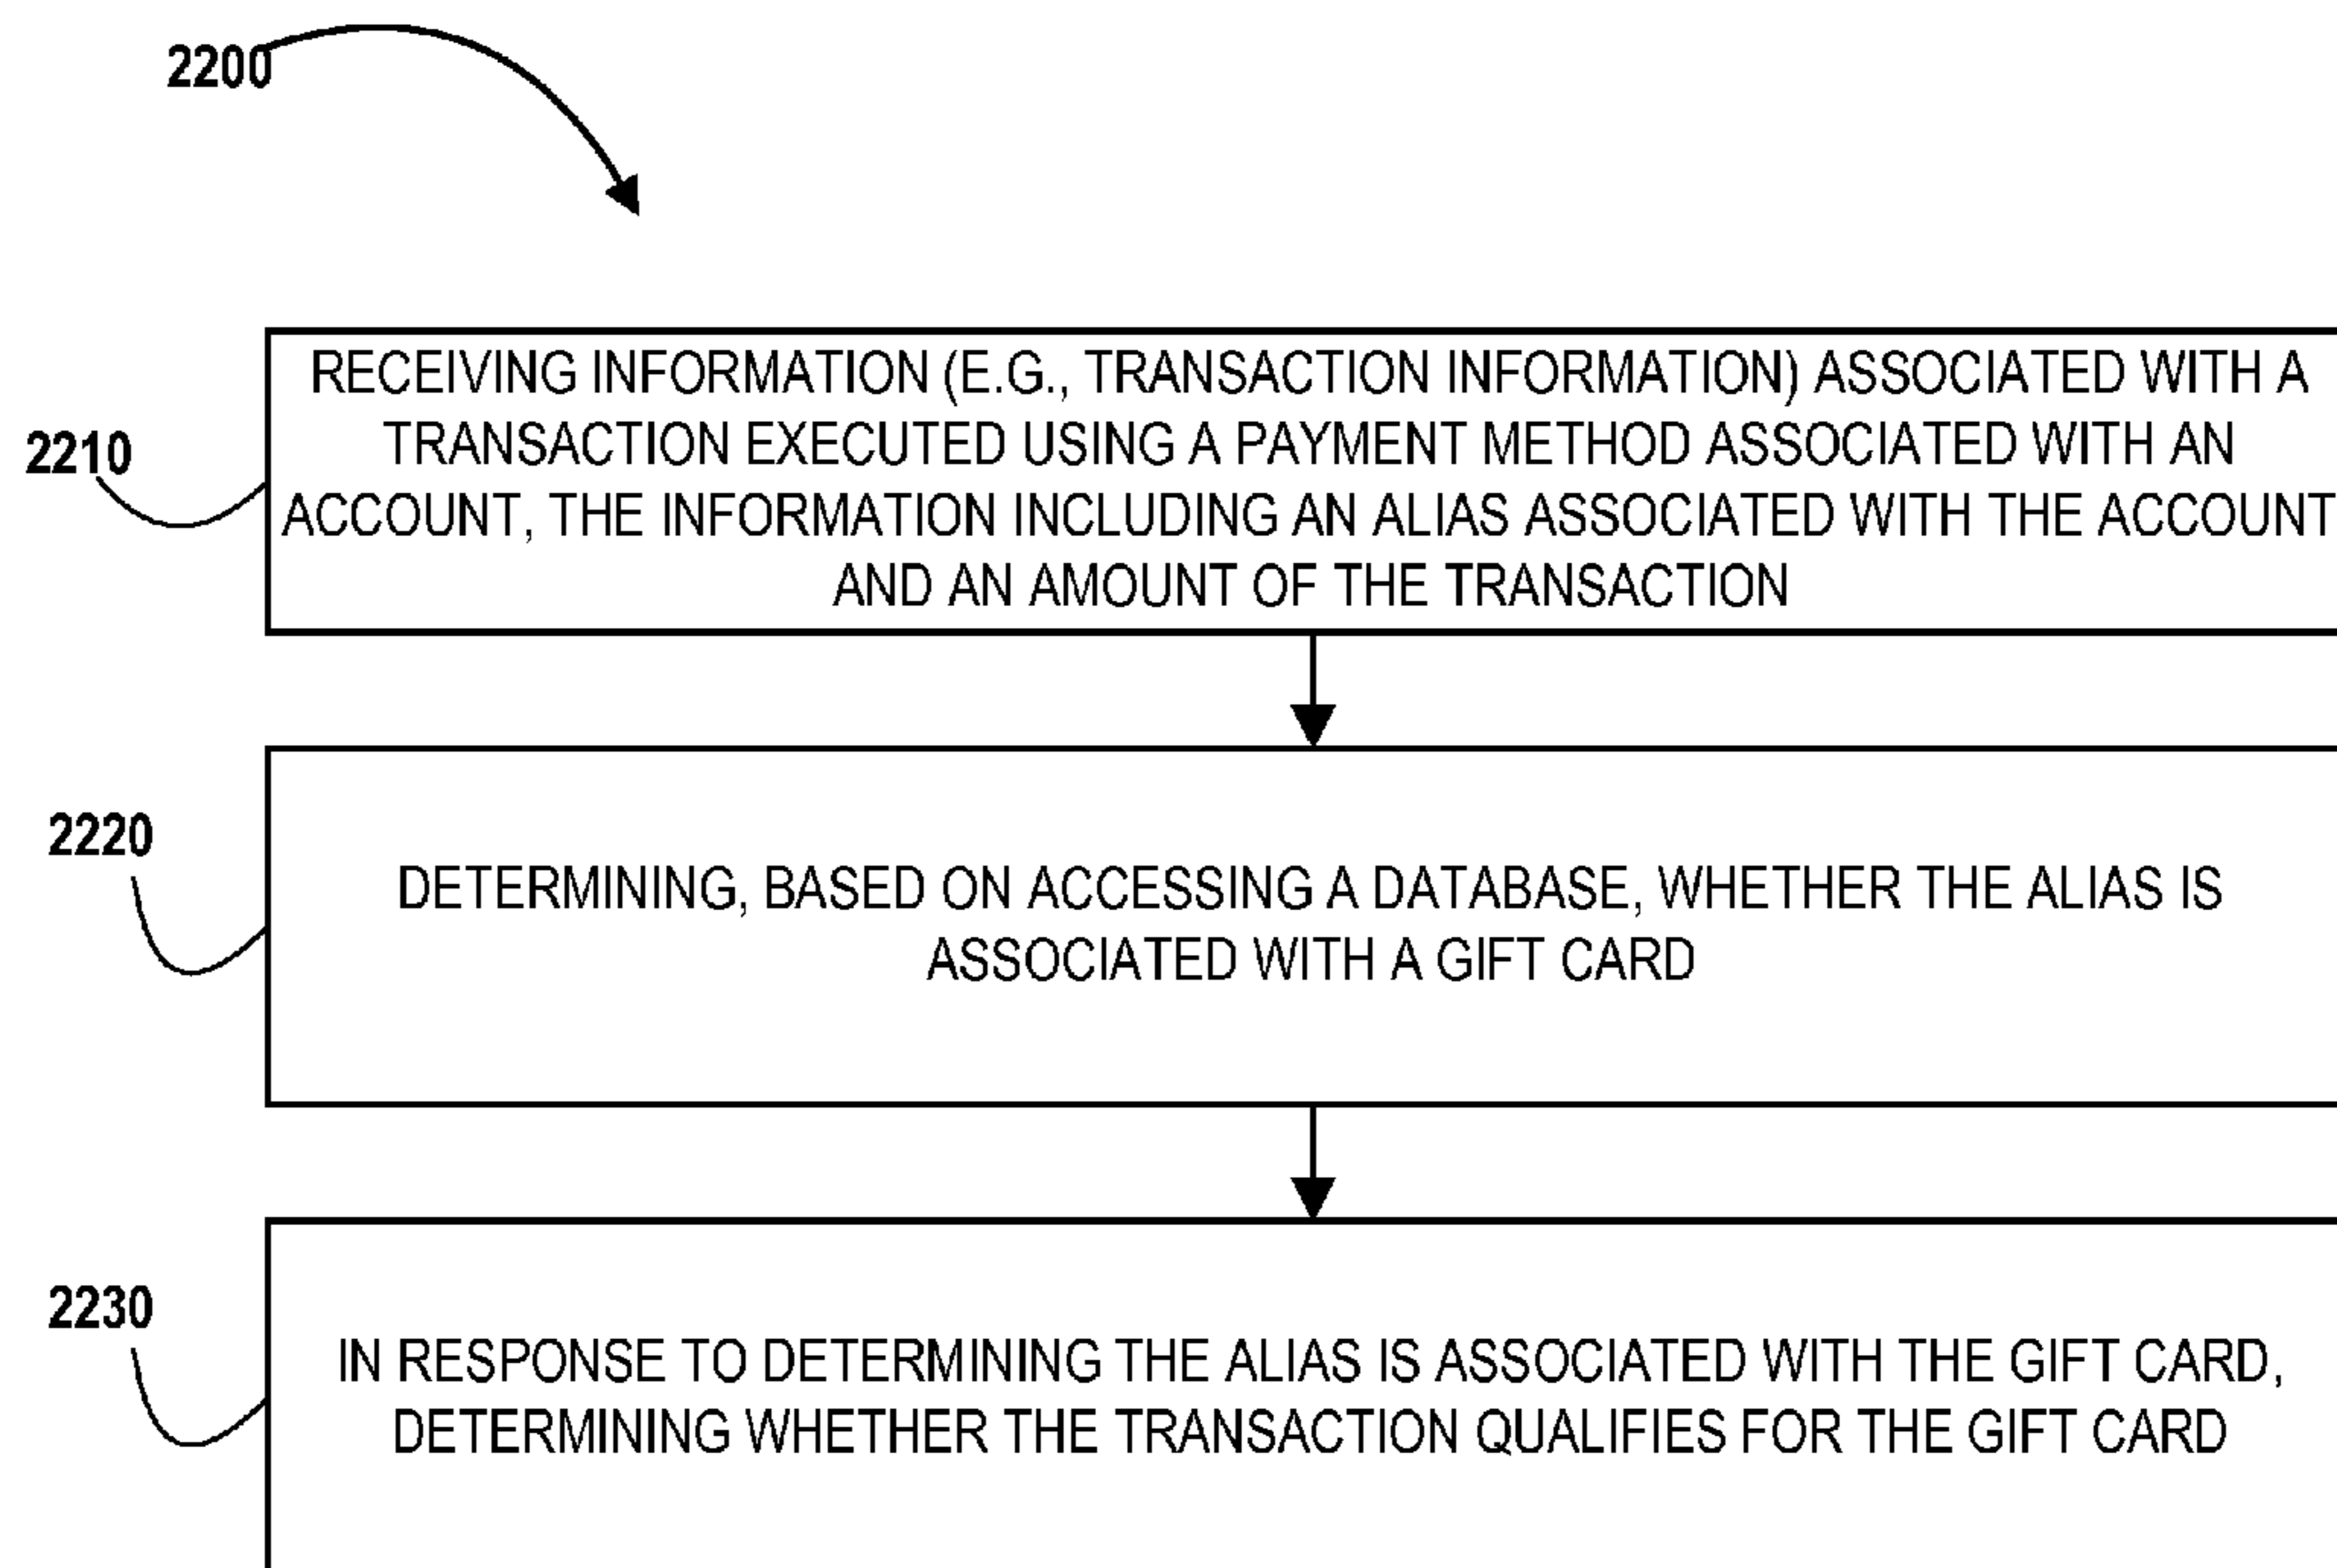 2200
2210
RECEIVING INFORMATION (E.G., TRANSACTION INFORMATION) ASSOCIATED WITH A
TRANSACTION EXECUTED USING A PAYMENT METHOD ASSOCIATED WITH AN
ACCOUNT, THE INFORMATION INCLUDING AN ALIAS ASSOCIATED WITH THE ACCOUNT
AND AN AMOUNT OF THE TRANSACTION
2220
DETERMINING, BASED ON ACCESSING A DATABASE, WHETHER THE ALIAS IS
ASSOCIATED WITH A GIFT CARD
2230
IN RESPONSE TO DETERMINING THE ALIAS IS ASSOCIATED WITH THE GIFT CARD,
DETERMINING WHETHER THE TRANSACTION QUALIFIES FOR THE GIFT CARD